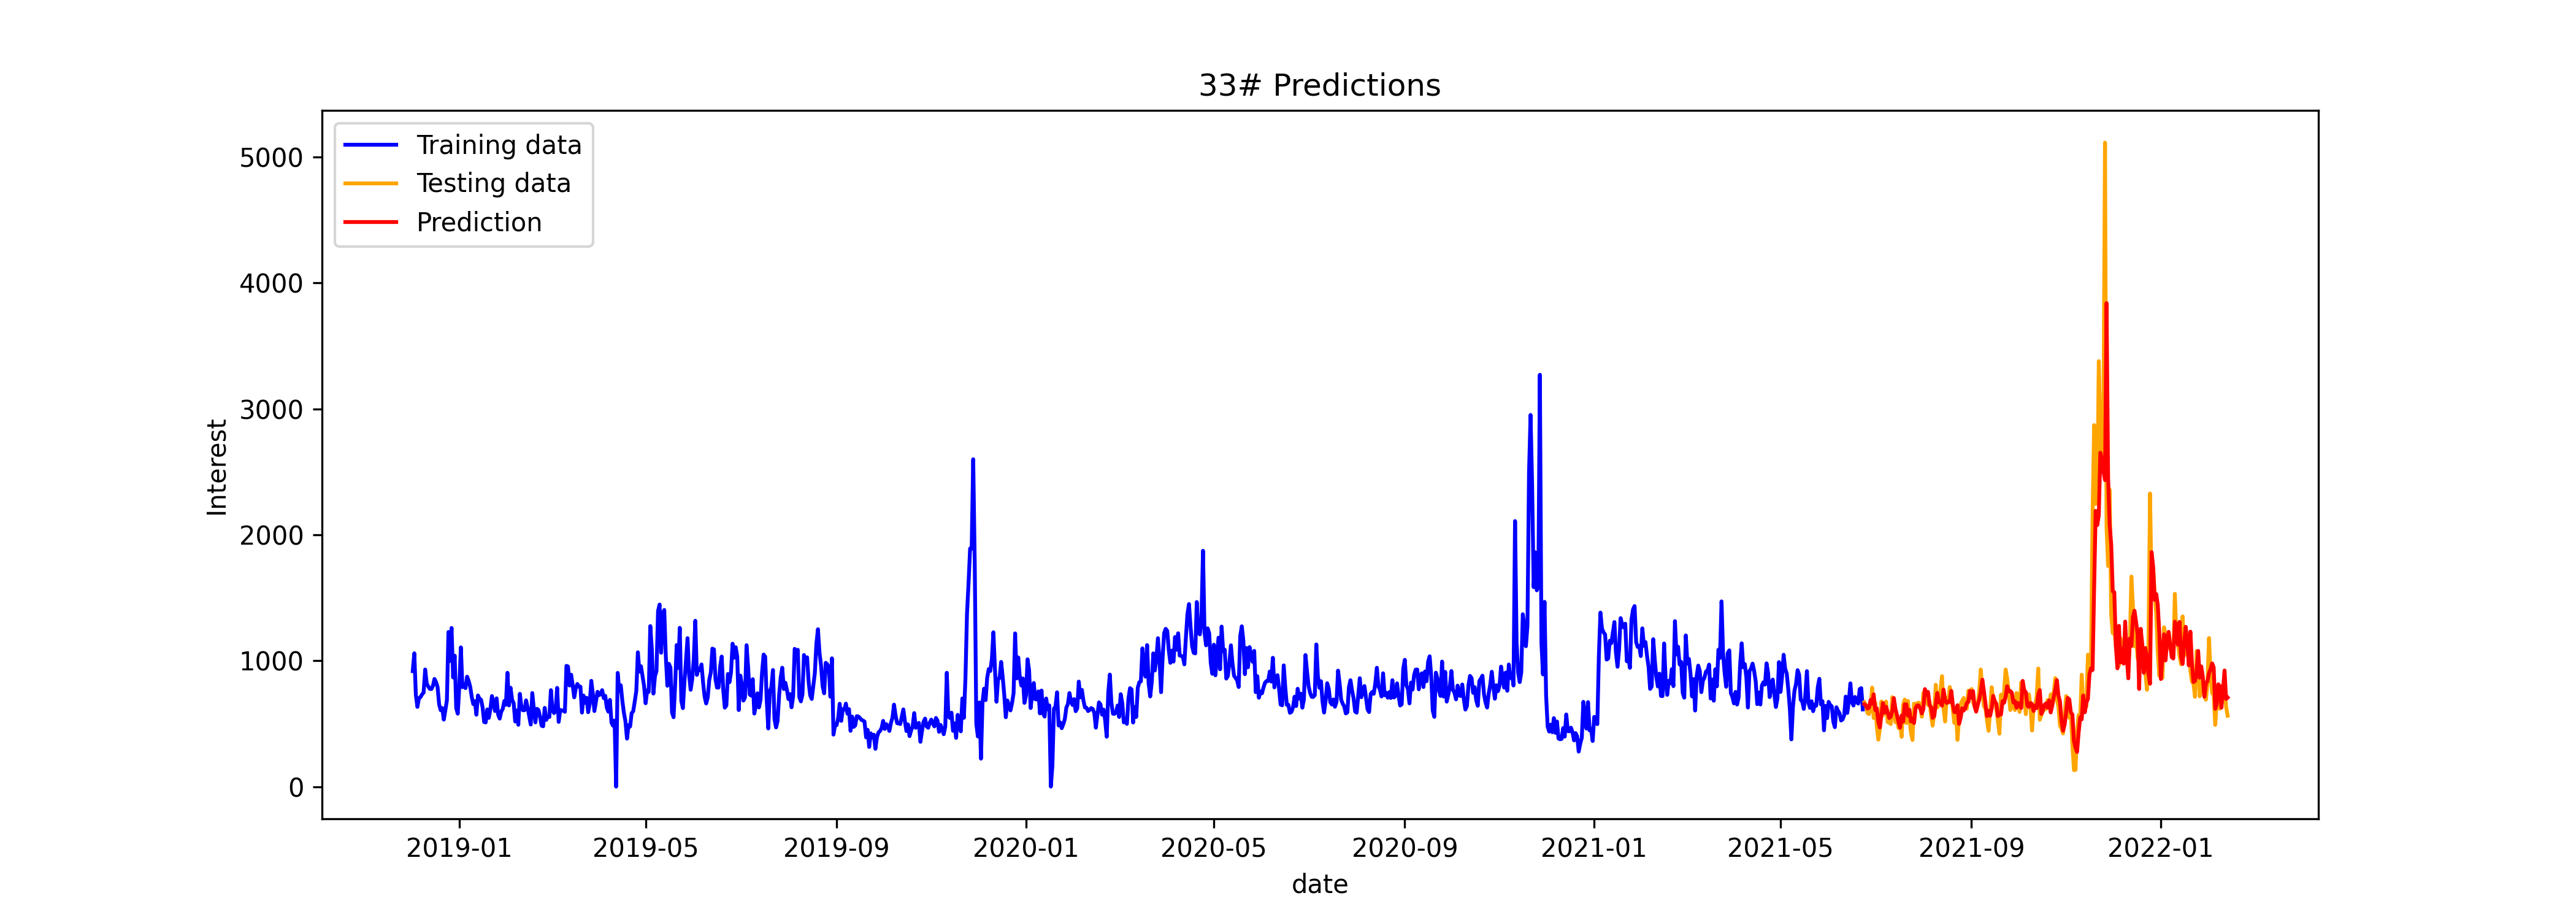 33# Predictions
Training data
Testing data
Prediction
5000
4000
3000
2000
1000
0
Interest
2019-01 2019-05 2019-09 2020-01 2020-05 2020-09 2021-01 2021-05 2021-09 2022-01
date